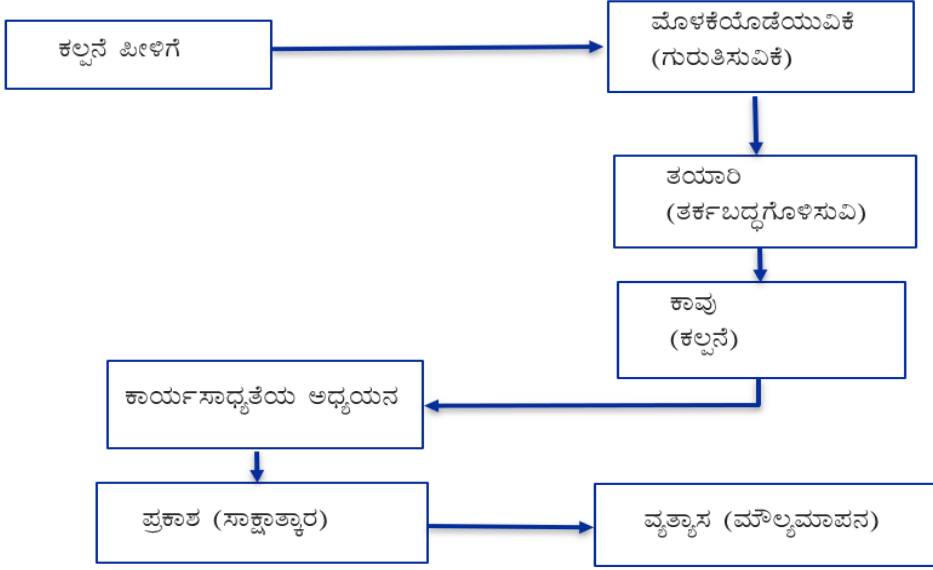 ಕಲ್ಪನೆ ಪೀಳಿಗೆ
ಮೊಳಕೆಯೊಡೆಯುವಿಕೆ
(ಗುರುತಿಸುವಿಕೆ)
ತಯಾರಿ
(ತರ್ಕಬದ್ಧಗೊಳಿಸುವಿ)
ಕಾವು
(ಕಲ್ಪನೆ)
ಕಾರ್ಯಸಾಧ್ಯತೆಯ ಅಧ್ಯಯನ
ಪ್ರಕಾಶ (ಸಾಕ್ಷಾತ್ಕಾರ)
ವ್ಯತ್ಯಾಸ (ಮೌಲ್ಯಮಾಪನ)